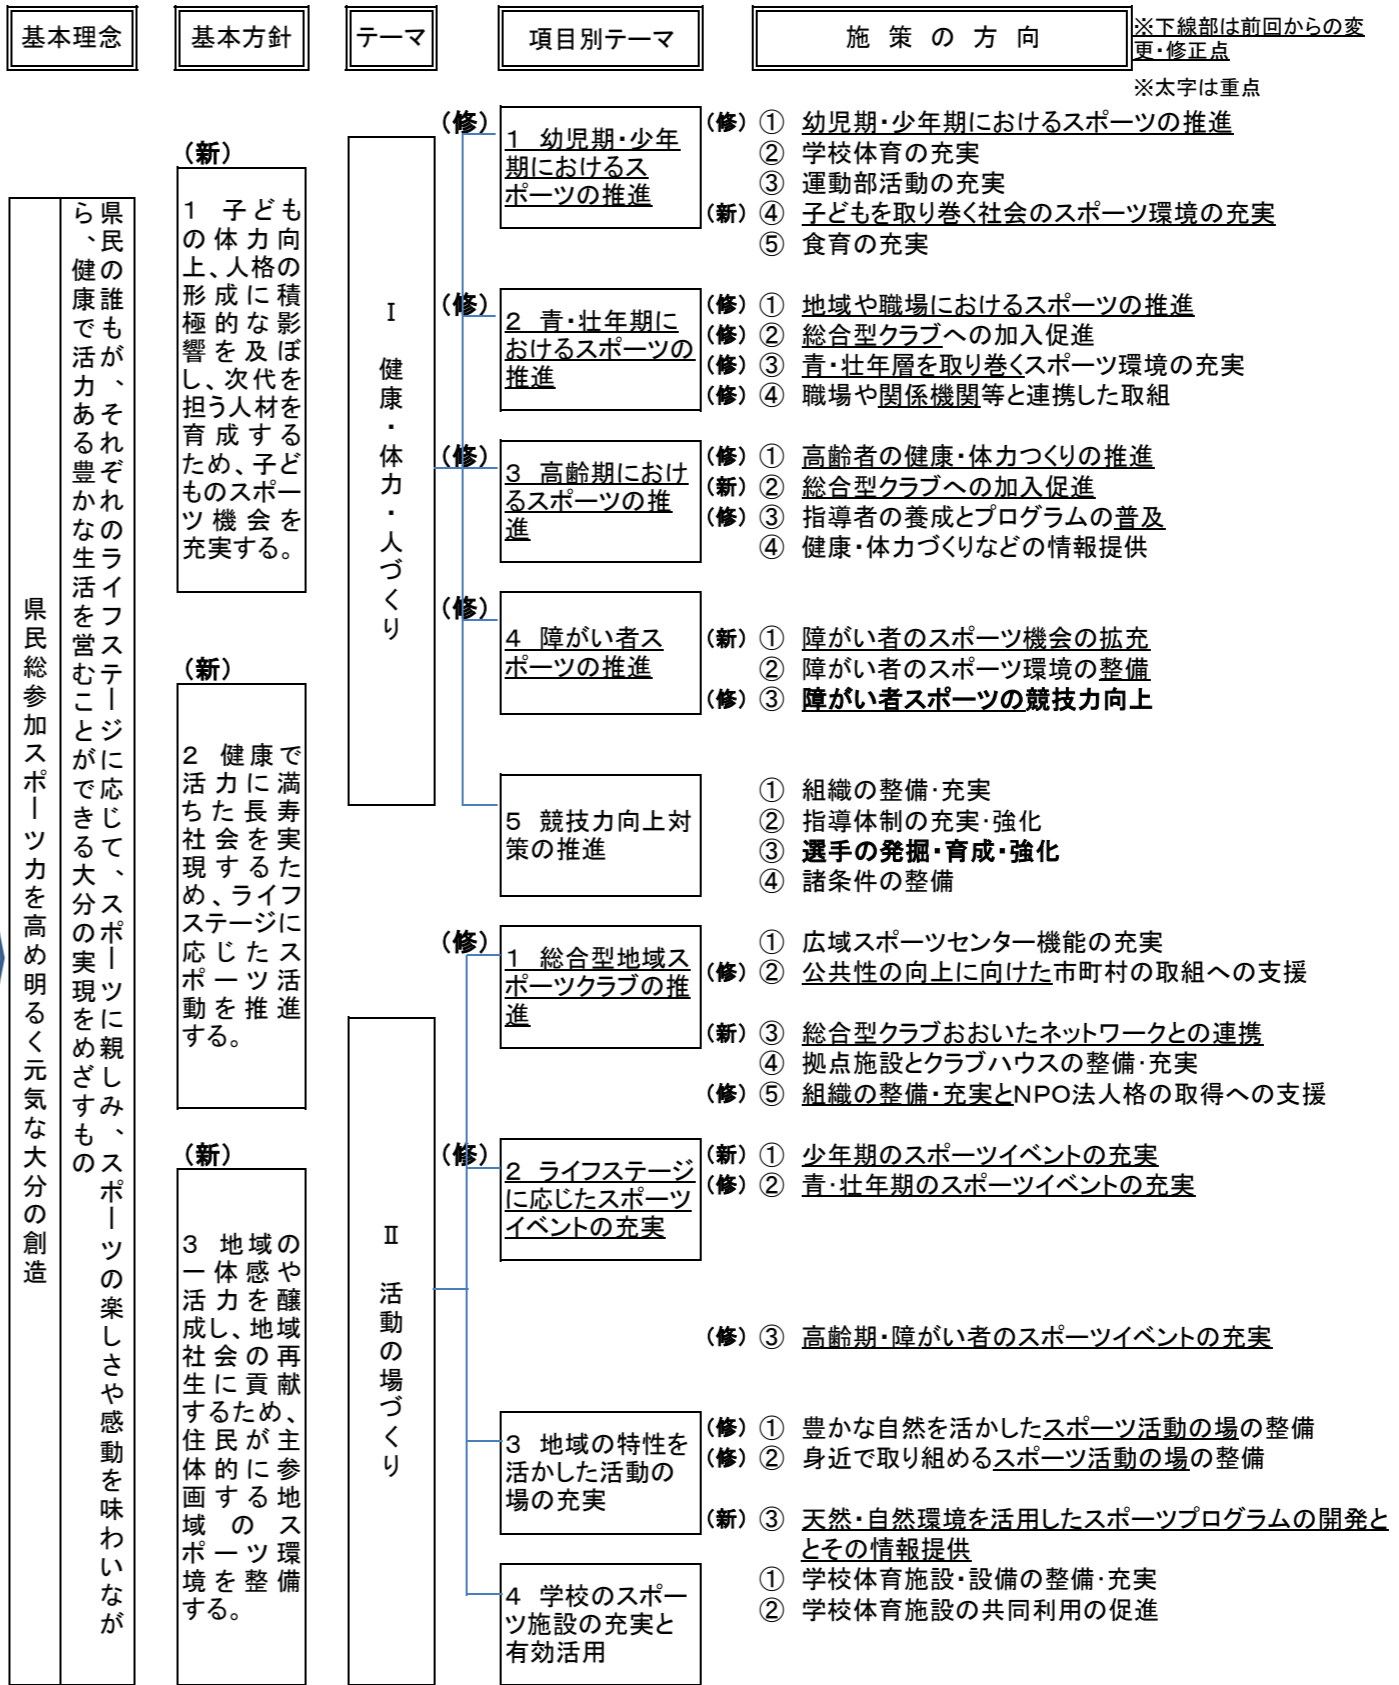 基本理念
基本方針
テーマ
項目別テーマ
施策の方向
※下線部は前回からの変
更・修正点
※太字は重点
県民総参加スポーツ力を高め明るく元気な大分の創造
県民の誰もが、それぞれのライフステージに応じて、スポーツに親しみ、スポーツの楽しさや感動を味わいなが
ら、健康で活力ある豊かな生活を営むことができる大分の実現をめざすもの
(新)
1 子ども
の体力向
上、人格の
形成に積
極的な影
響を及ぼ
し、次代を
担う人材を
育成する
ため、子ど
ものスポー
ツ機会を
充実する。
(新)
2 健康で
活力に満
ちた長寿
社会を実
現するた
め、ライフ
ステージに
応じたス
ポーツ活
動を推進
する。
(新)
3 地域の
一体感や
活力を醸
成し、地域
社会の再
生に貢献
するため、
住民が主
体的に参
画する地
域のス
ポーツ環
境を整備
する。
Ⅰ 健康・体力・人づくり
(修)
1 幼児期・少年
期におけるス
ポーツの推進
(修) ① 幼児期・少年期におけるスポーツの推進
② 学校体育の充実
③ 運動部活動の充実
(新) ④ 子どもを取り巻く社会のスポーツ環境の充実
⑤ 食育の充実
(修)
2 青・壮年期に
おけるスポーツの
推進
(修) ① 地域や職場におけるスポーツの推進
(修) ② 総合型クラブへの加入促進
(修) ③ 青・壮年層を取り巻くスポーツ環境の充実
(修) ④ 職場や関係機関等と連携した取組
(修)
3 高齢期におけ
るスポーツの推
進
(修) ① 高齢者の健康・体力つくりの推進
(新) ② 総合型クラブへの加入促進
(修) ③ 指導者の養成とプログラムの普及
④ 健康・体力づくりなどの情報提供
(修)
4 障がい者ス
ポーツの推進
(新) ① 障がい者のスポーツ機会の拡充
② 障がい者のスポーツ環境の整備
(修) ③ 障がい者スポーツの競技力向上
5 競技力向上対
策の推進
① 組織の整備・充実
② 指導体制の充実・強化
③ 選手の発掘・育成・強化
④ 諸条件の整備
Ⅱ 活動の場づくり
(修)
1 総合型地域ス
ポーツクラブの推
進
① 広域スポーツセンター機能の充実
(修) ② 公共性の向上に向けた市町村の取組への支援
(新) ③ 総合型クラブおおいたネットワークとの連携
④ 拠点施設とクラブハウスの整備・充実
(修) ⑤ 組織の整備・充実とNPO法人格の取得への支援
(修)
2 ライフステージ
に応じたスポーツ
イベントの充実
(新) ① 少年期のスポーツイベントの充実
(修) ② 青・壮年期のスポーツイベントの充実
(修) ③ 高齢期・障がい者のスポーツイベントの充実
3 地域の特性を
活かした活動の
場の充実
(修) ① 豊かな自然を活かしたスポーツ活動の場の整備
(修) ② 身近で取り組めるスポーツ活動の場の整備
(新) ③ 天然・自然環境を活用したスポーツプログラムの開発と
とその情報提供
4 学校のスポー
ツ施設の充実と
有効活用
① 学校体育施設・設備の整備・充実
② 学校体育施設の共同利用の促進